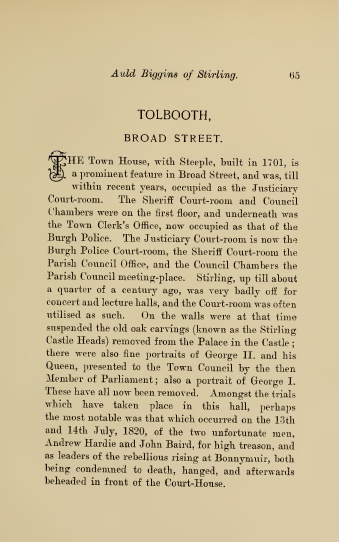 Auld Biggins of Stirling. 65
TOLBOOTH,
BROAD STREET.
THE Town House, with Steeple, built in 1701, is
a prominent feature in Broad Street, and was, till
within recent years, occupied as the Justiciary
Court-room. The Sheriff Court-room and Council
Chambers were on the first floor, and underneath was
the Town Clerk's Office, now occupied as that of the
Burgh Police. The Justiciary Court-room is now the
Burgh Police Court-room, the Sheriff Court-room the
Parish Council Office, and the Council Chambers the
Parish Council meeting-place. Stirling, up till about
a quarter of a century ago, was very badly off for
concert and lecture halls, and the Court-room was often
utilised as such. On the walls were at that time
suspended the old oak carvings (known as the Stirling
Castle Heads) removed from the Palace in the Castle;
there were also fine portraits of George II. and his
Queen, presented to the Town Council by the then
Member of Parliament; also a portrait of George I.
These have all now been removed. Amongst the trials
which have taken place in this hall, perhaps
the most notable was that which occurred on the 13th
and 14th July, 1820, of the two unfortunate men,
Andrew Hardie and John Baird, for high treason, and
as leaders of the rebellious rising at Bonnymuir, both
being condemned to death, hanged, and afterwards
beheaded in front of the Court-House.